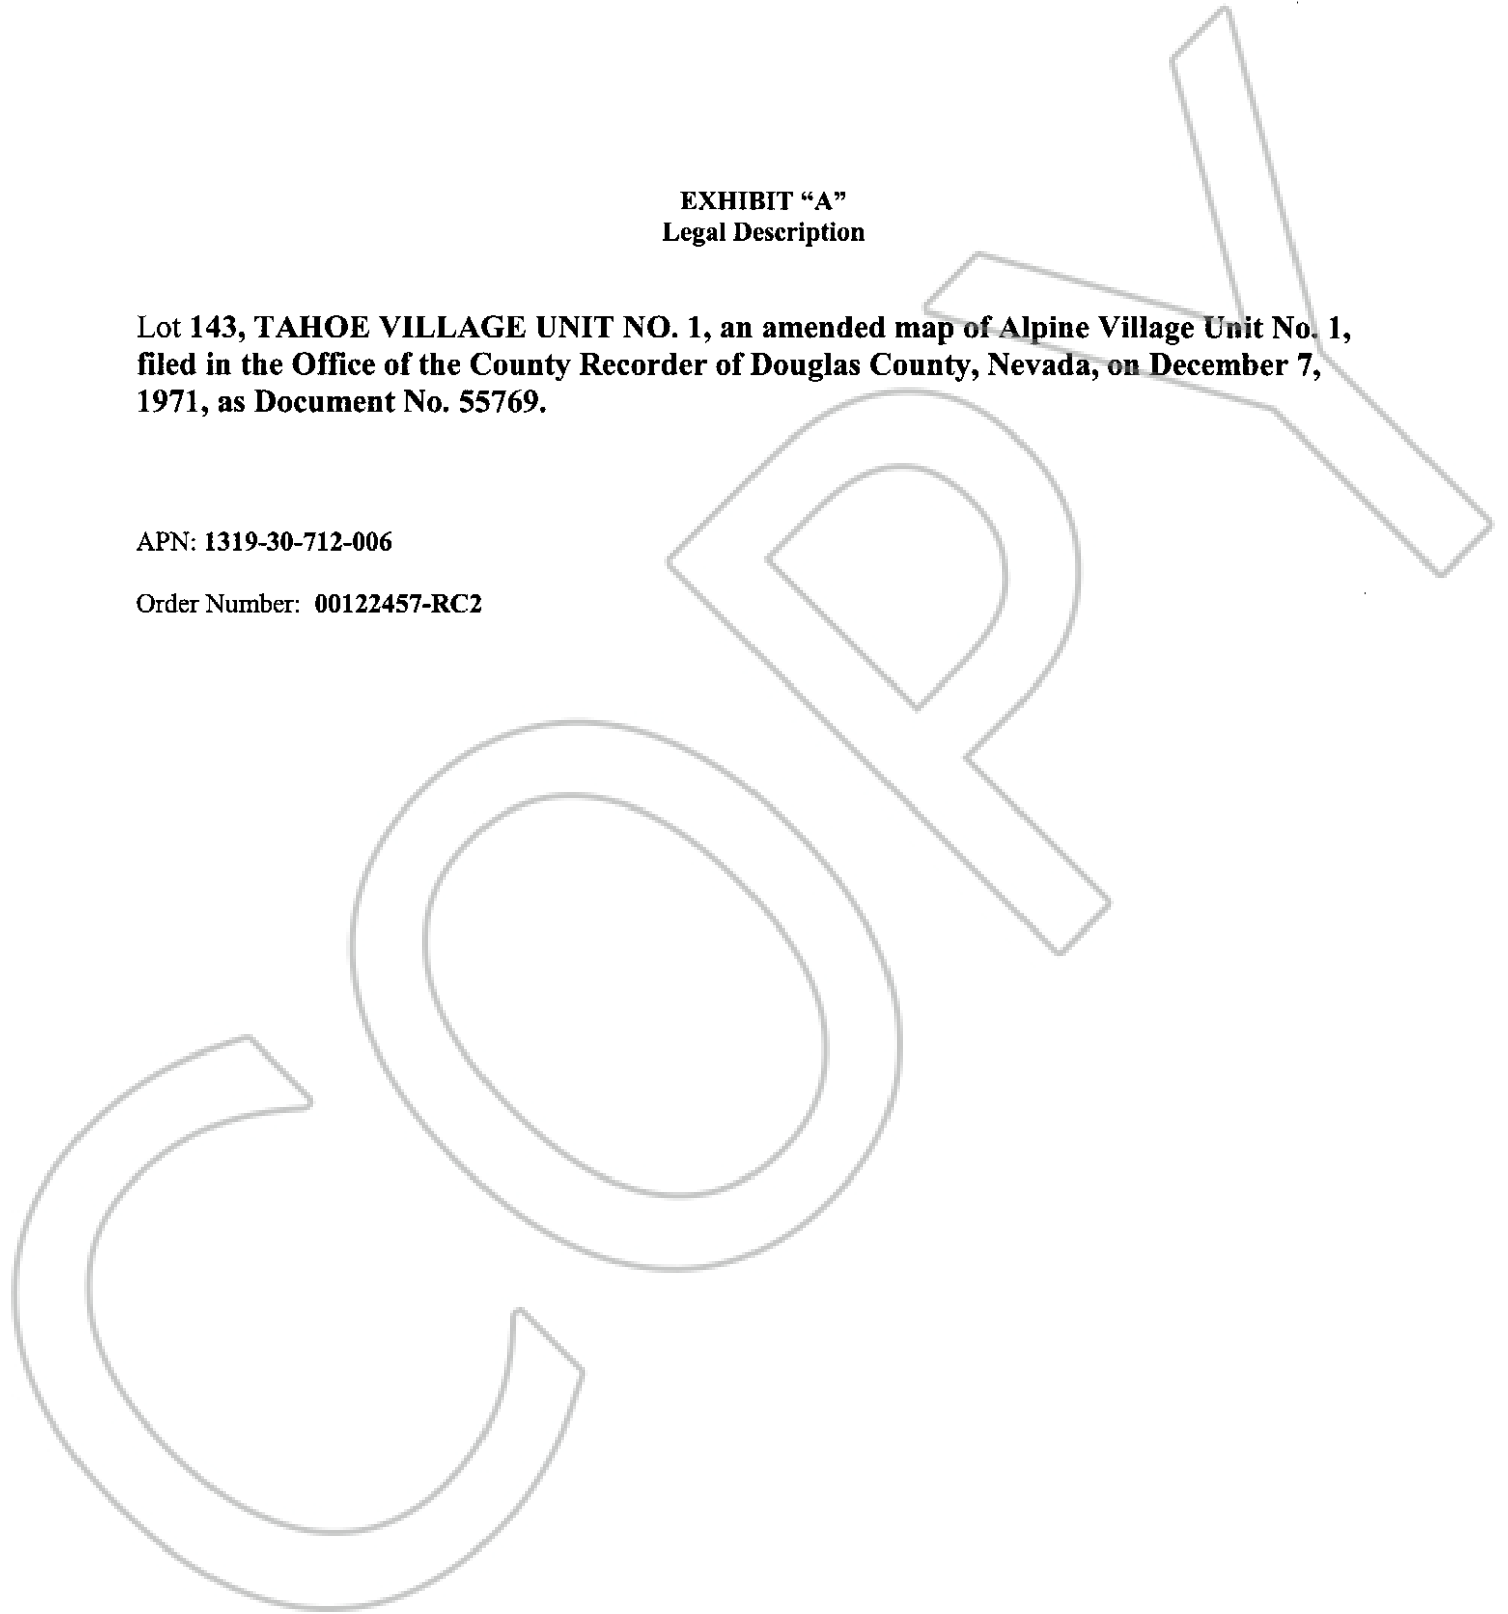 EXHIBIT “A”
Legal Description
Lot 143, TAHOE VILLAGE UNIT NO. 1, an amended map of Alpine Village Unit No. 1,
filed in the Office of the County Recorder of Douglas County, Nevada, on December 7,
1971, as Document No. 55769.
APN: 1319-30-712-006
Order Number: 00122457-RC2
COPY